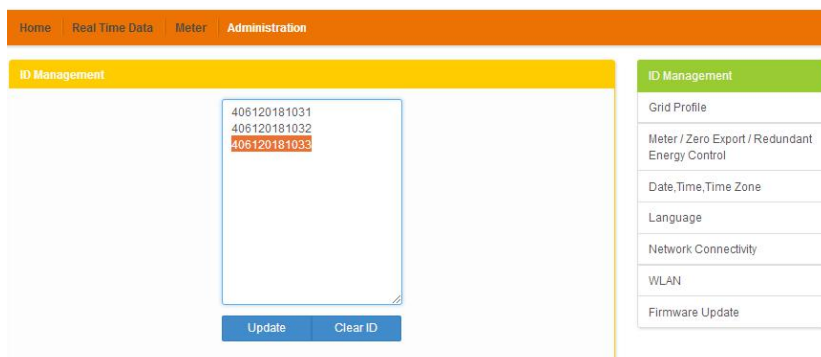 Home Real Time Data Meter Administration
ID Management
406120181031
406120181032
406120181033
Update Clear ID
ID Management
Grid Profile
Meter / Zero Export / Redundant
Energy Control
Date,Time,Time Zone
Language
Network Connectivity
WLAN
Firmware Update